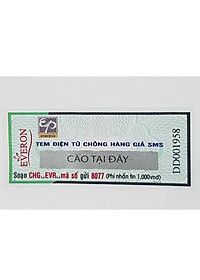 EVERON
ep
TEM ĐIỆN TỬ CHỐNG HÀNG GIẢ SMS
CÀO TẠI ĐÂY
Soạn CHG...EVR...mã số gửi 8077 (Phí nhắn tin 1,000vnđ)
DD001958